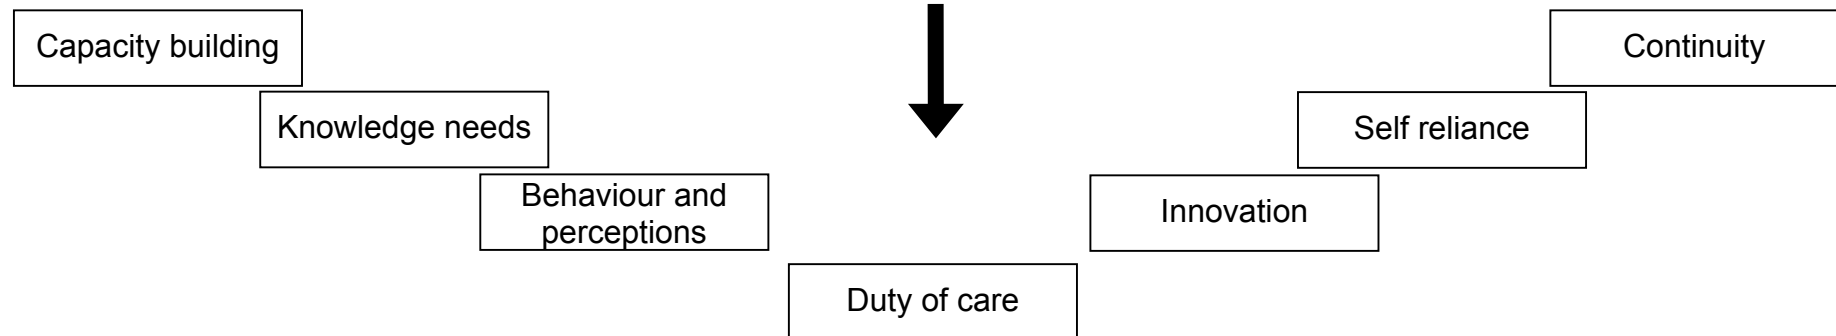 Capacity building
Continuity
Knowledge needs
Self reliance
Behaviour and
perceptions
Innovation
Duty of care